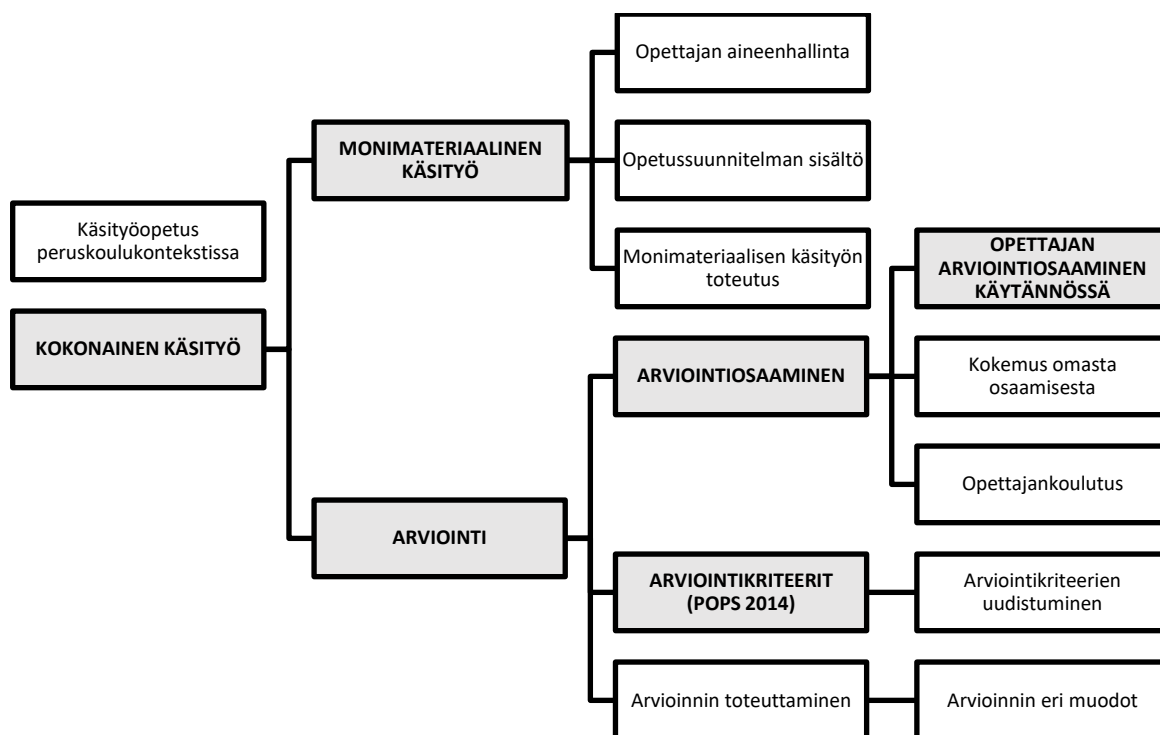 Käsityöopetus
peruskoulukontekstissa
KOKONAINEN KÄSITYÖ
MONIMATERIAALINEN
KÄSITYÖ
Opettajan aineenhallinta
Opetussuunnitelman sisältö
Monimateriaalisen käsityön
toteutus
ARVIOINTI
ARVIOINTIOSAAMINEN
OPETTAJAN
ARVIOINTIOSAAMINEN
KÄYTÄNNÖSSÄ
Kokemus omasta
osaamisesta
Opettajankoulutus
ARVIOINTIKRITEERIT
(POPS 2014)
Arviointikriteerien
uudistuminen
Arvioinnin toteuttaminen
Arvioinnin eri muodot